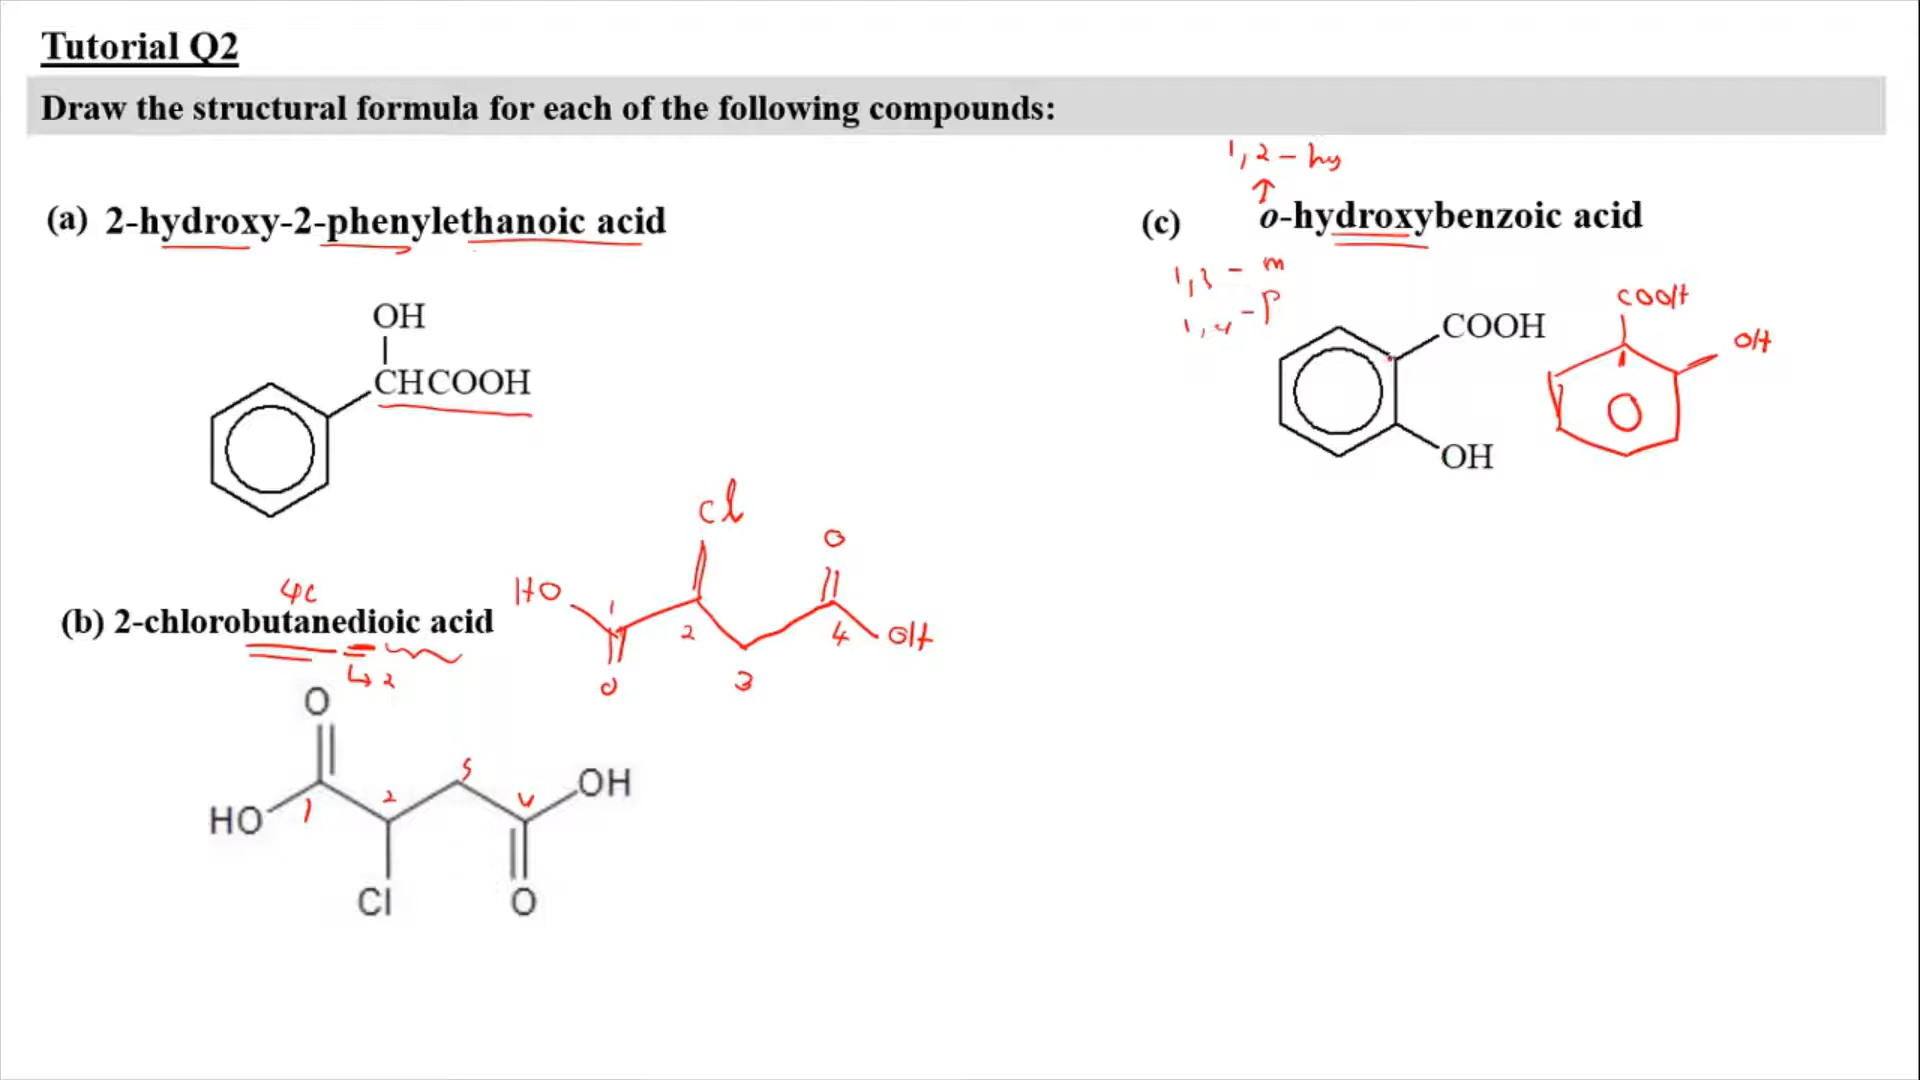 Tutorial Q2
Draw the structural formula for each of the following compounds:
1,2 - hy
(a) 2-hydroxy-2-phenylethanoic acid
(c) o-hydroxybenzoic acid
1,3 - m
1,4 - p
OH
CHCOOH
COOH
OH
COOH
OH
4C
(b) 2-chlorobutanedioic acid
2
Cl
O
HO
1
2
3
4
OH
O
O
HO
1
2
3
4
OH
Cl
O